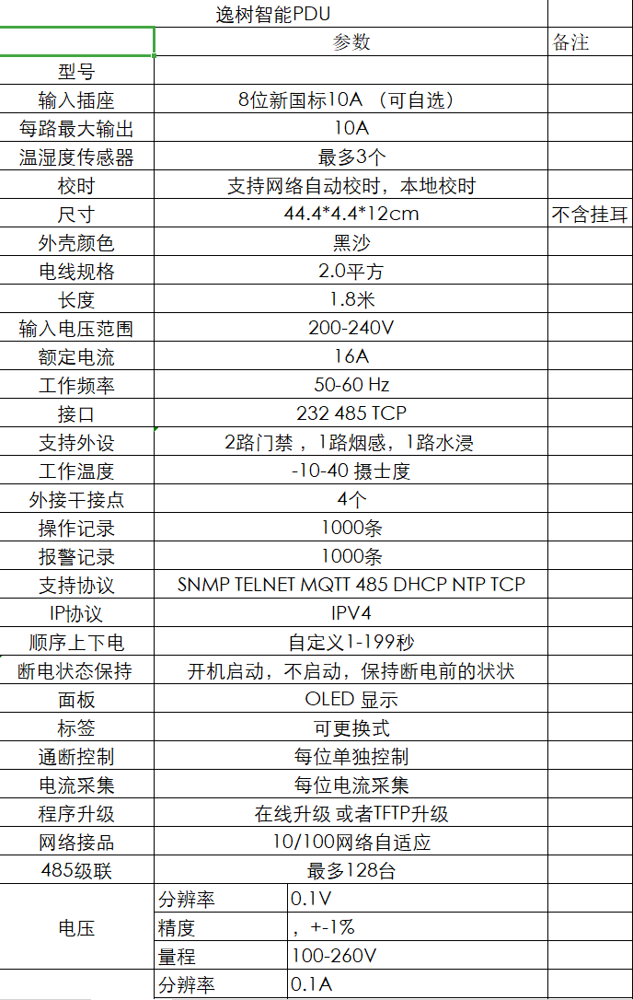 逸树智能PDU
参数 备注
型号
输入插座 8位新国标10A （可自选）
每路最大输出 10A
温湿度传感器 最多3个
校时 支持网络自动校时，本地校时
尺寸 44.4*4.4*12cm 不含挂耳
外壳颜色 黑沙
电线规格 2.0平方
长度 1.8米
输入电压范围 200-240V
额定电流 16A
工作频率 50-60 Hz
接口 232 485 TCP
支持外设 2路门禁 ，1路烟感，1路水浸
工作温度 -10-40 摄士度
外接干接点 4个
操作记录 1000条
报警记录 1000条
支持协议 SNMP TELNET MQTT 485 DHCP NTP TCP
IP协议 IPV4
顺序上下电 自定义1-199秒
断电状态保持 开机启动，不启动，保持断电前的状状
面板 OLED 显示
标签 可更换式
通断控制 每位单独控制
电流采集 每位电流采集
程序升级 在线升级 或者TFTP升级
网络接品 10/100网络自适应
485级联 最多128台
电压 分辨率 0.1V
精度 ，+-1%
量程 100-260V
分辨率 0.1A